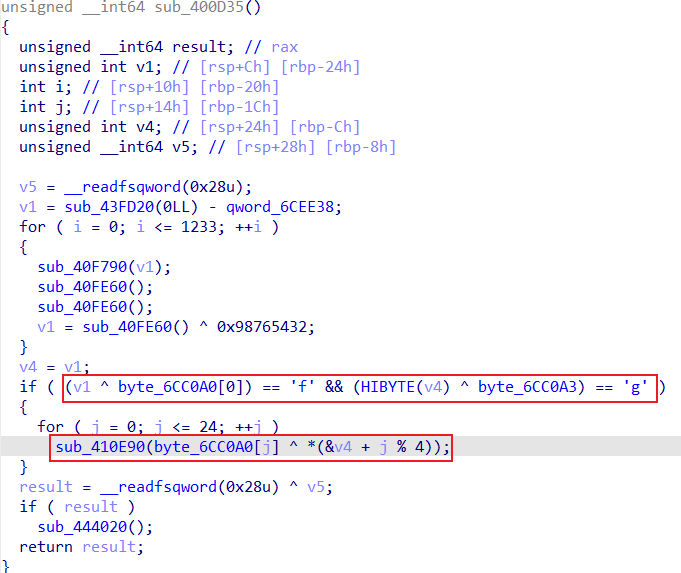 unsigned __int64 sub_400D35()
{
  unsigned __int64 result; // rax
  unsigned int v1; // [rsp+Ch] [rbp-24h]
  int i; // [rsp+10h] [rbp-20h]
  int j; // [rsp+14h] [rbp-1Ch]
  unsigned int v4; // [rsp+24h] [rbp-Ch]
  unsigned __int64 v5; // [rsp+28h] [rbp-8h]

  v5 = __readfsqword(0x28u);
  v1 = sub_43FD20(0LL) - qword_6CEE38;
  for ( i = 0; i <= 1233; ++i )
  {
    sub_40F790(v1);
    sub_40FE60();
    sub_40FE60();
    v1 = sub_40FE60() ^ 0x98765432;
  }
  v4 = v1;
  if ( (v1 ^ byte_6CC0A0[0]) == 'f' && (HIBYTE(v4) ^ byte_6CC0A3) == 'g' )
  {
    for ( j = 0; j <= 24; ++j )
      sub_410E90(byte_6CC0A0[j] ^ *(&v4 + j % 4));
  }
  result = __readfsqword(0x28u) ^ v5;
  if ( result )
    sub_444020();
  return result;
}